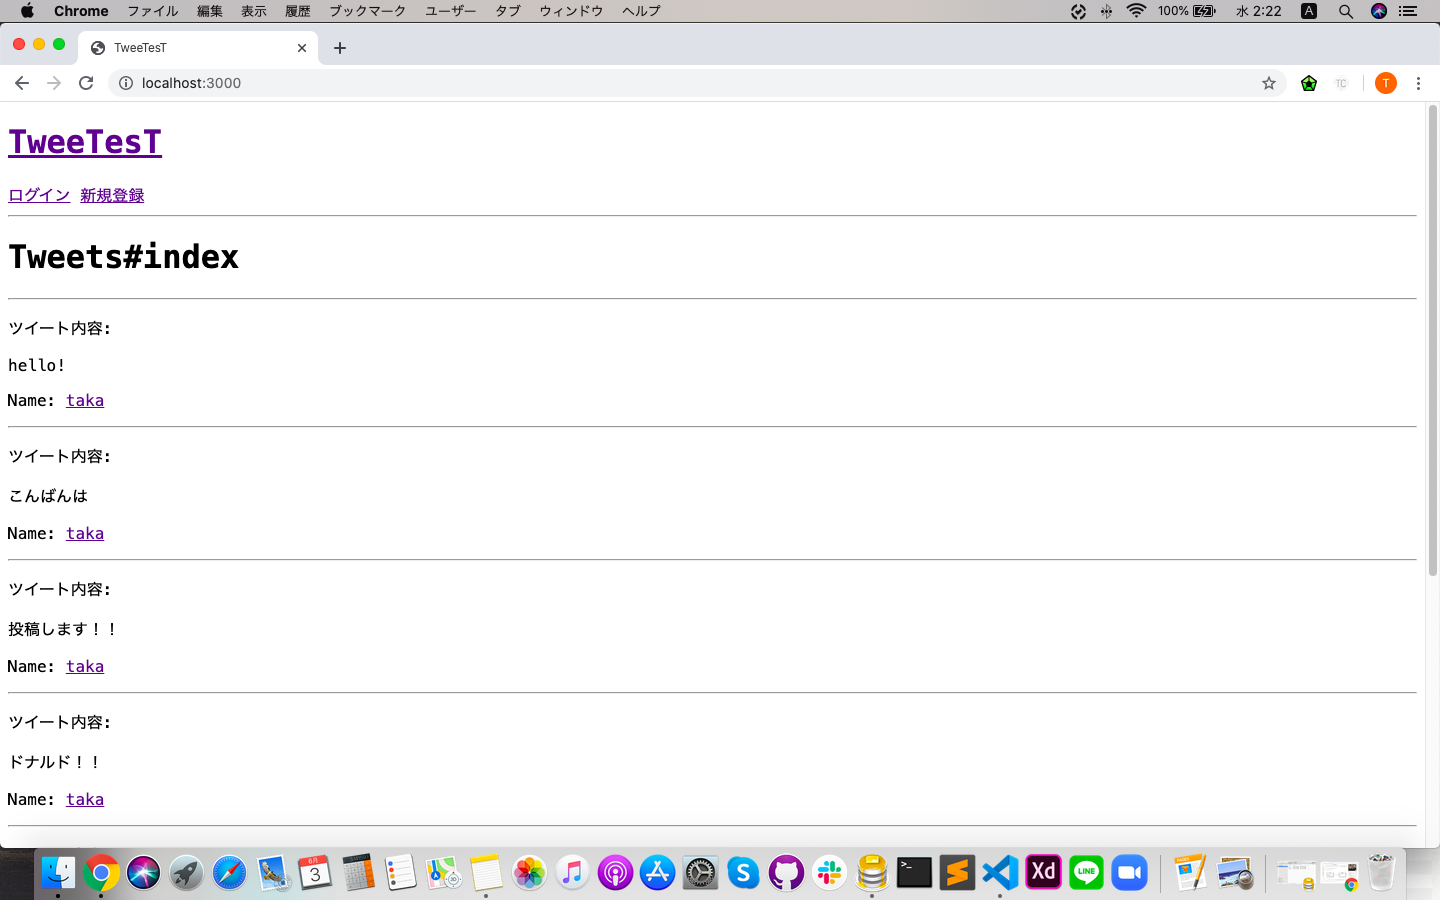 Chrome ファイル 編集 表示 履歴 ブックマーク ユーザー タブ ウィンドウ ヘルプ 100% 水 2:22 A
TweeTesT
localhost:3000 TC T
TweeTesT
ログイン 新規登録
Tweets#index
ツイート内容:
hello!
Name: taka
ツイート内容:
こんばんは
Name: taka
ツイート内容:
投稿します！！
Name: taka
ツイート内容:
ドナルド！！
Name: taka
6月
3
3D
>_
Xd
LINE